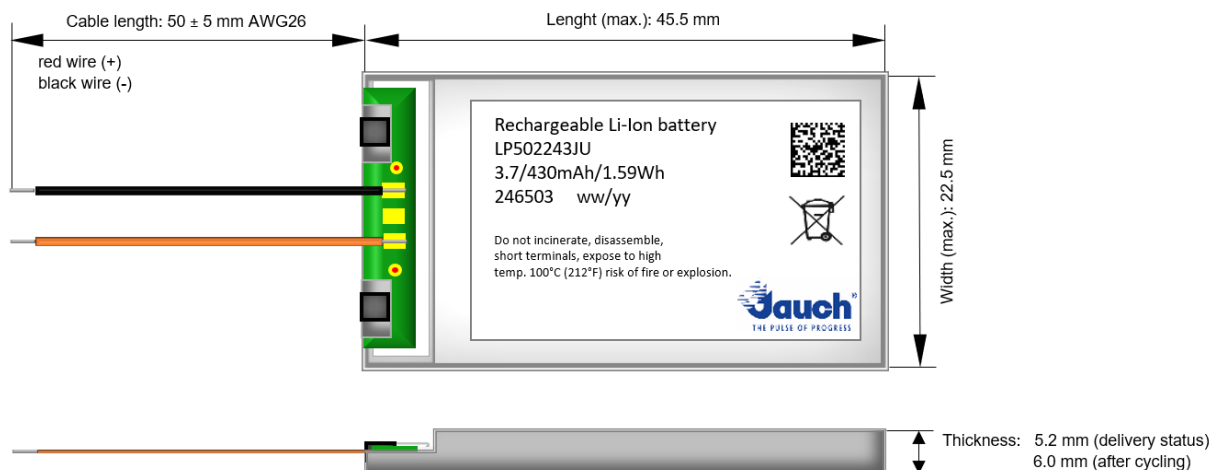 Cable length: 50 ± 5 mm AWG26
Lenght (max.): 45.5 mm
red wire (+)
black wire (-)
Rechargeable Li-Ion battery
LP502243JU
3.7/430mAh/1.59Wh
246503 ww/yy
Do not incinerate, disassemble,
short terminals, expose to high
temp. 100°C (212°F) risk of fire or explosion.
Jauch®
THE PULSE OF PROGRESS
Width (max.): 22.5 mm
Thickness: 5.2 mm (delivery status)
6.0 mm (after cycling)